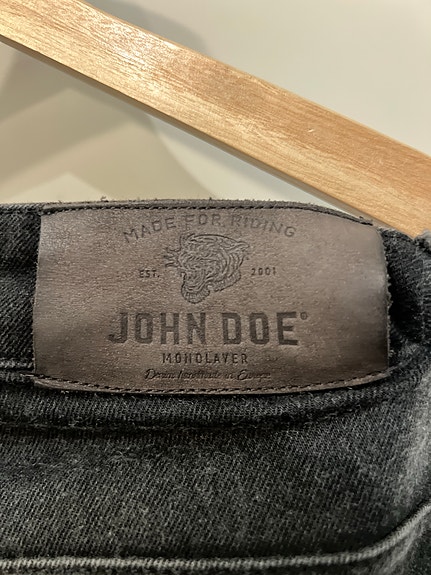 MADE FOR RIDING
EST. 2001
JOHN DOE®
MONOLAYER
Denim handmade in Europe